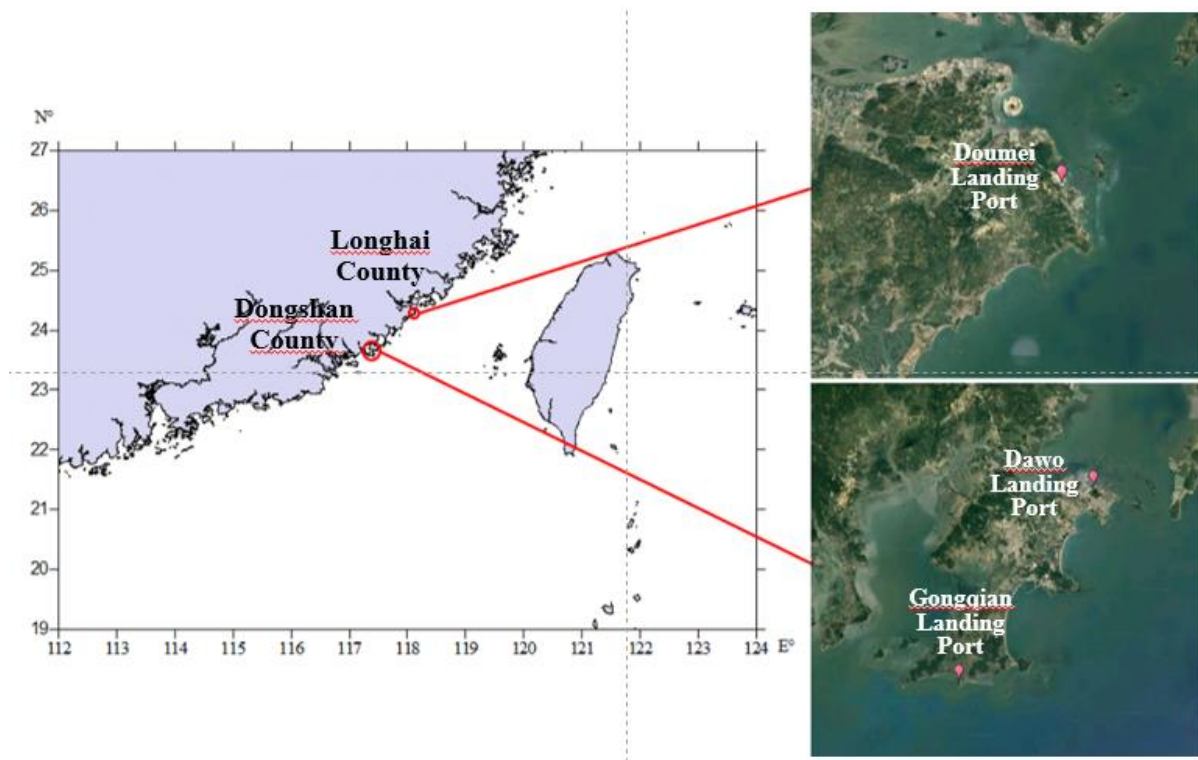 N°
27
26
25
24
23
22
21
20
19
112
113
114
115
116
117
118
119
120
121
122
123
124
E°
Longhai
County
Dongshan
County
Doumei
Landing
Port
Dawo
Landing
Port
Gongqian
Landing
Port